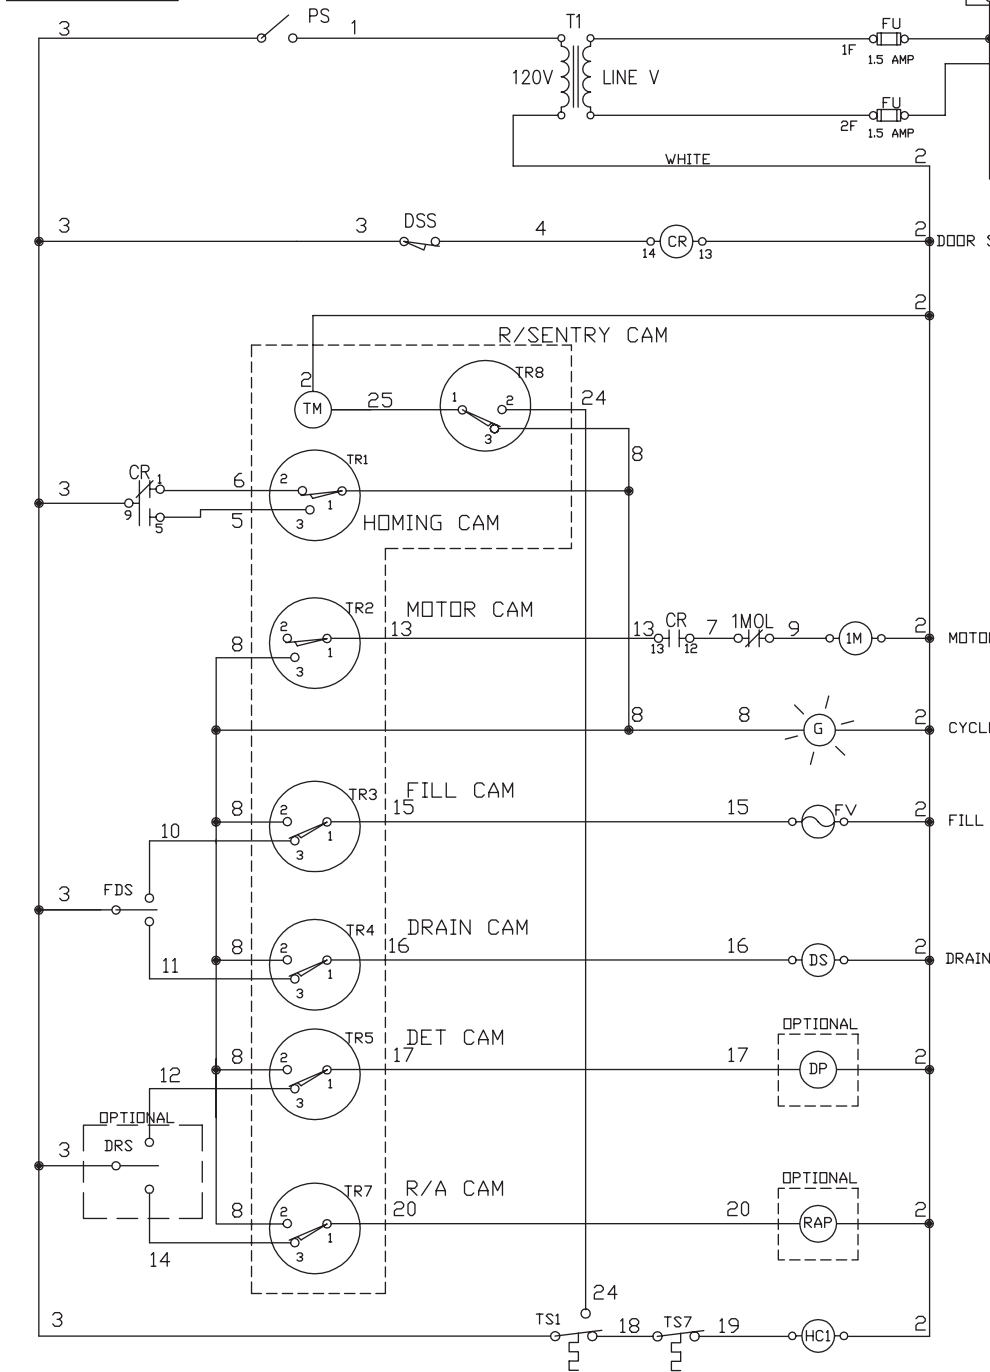 3 PS 1 T1 FU
1F 1.5 AMP
120V LINE V
FU
2F 1.5 AMP
WHITE 2
3 3 DSS 4 2
14 CR 13 DOOR S
2
R/SENTRY CAM
2 TR8
TM 25 1 2 24
3
8
CR 1 TR1
3 6 2
9 5 5 3 1
HOMING CAM
TR2 MOTOR CAM
2 13 13 CR 7 1MOL 9 2
8 1 13 12 1M MOTO
3
8 8 2
G CYCL
FILL CAM
TR3
8 2 15 15 FV 2
10 1 FILL
3
3 FDS
DRAIN CAM
TR4
8 2 16 16 2
11 1 DS DRAIN
3
OPTIONAL
DET CAM
TR5
8 2 17 17 2
12 1 DP
3
OPTIONAL
3 DRS
OPTIONAL
R/A CAM
TR7
8 2 20 20 2
1 RAP
14 3
24
3 TS1 18 TS7 19 HC1 2